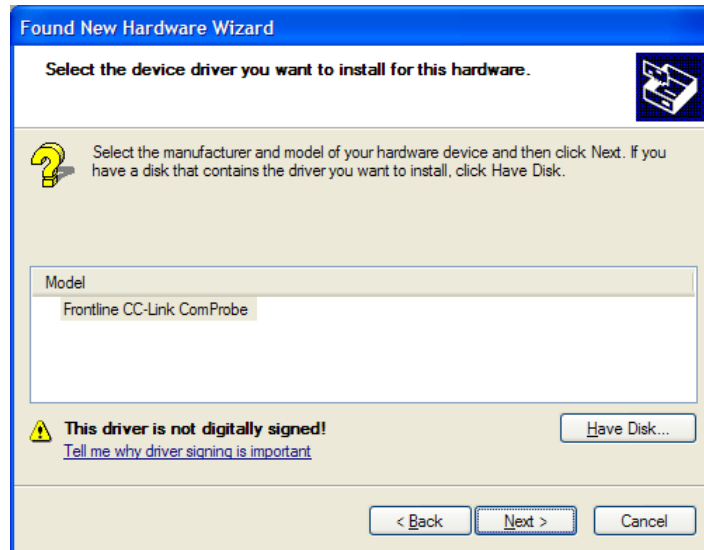 Found New Hardware Wizard
Select the device driver you want to install for this hardware.
Select the manufacturer and model of your hardware device and then click Next. If you
have a disk that contains the driver you want to install, click Have Disk.
Model
Frontline CC-Link ComProbe
This driver is not digitally signed!
Have Disk...
Tell me why driver signing is important
< Back
Next >
Cancel